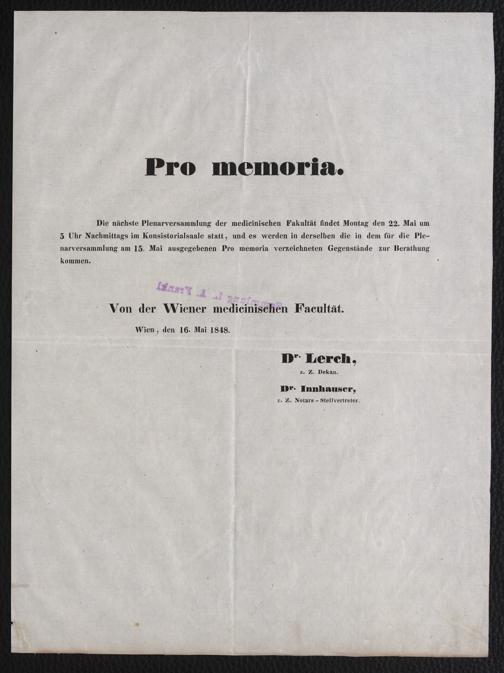 Pro memoria.
Die nächste Plenarversammlung der medicinischen Fakultät findet Montag den 22. Mai um
5 Uhr Nachmittags im Konsistorialsaale statt, und es werden in derselben die in dem für die Ple-
narversammlung am 15. Mai ausgegebenen Pro memoria verzeichneten Gegenstände zur Berathung
kommen.
Sammlung L. A. Frankl
Von der Wiener medicinischen Facultät.
Wien, den 16. Mai 1848.
Dr. Lerch,
z. Z. Dekan.
Dr. Innhauser,
z. Z. Notars-Stellvertreter.